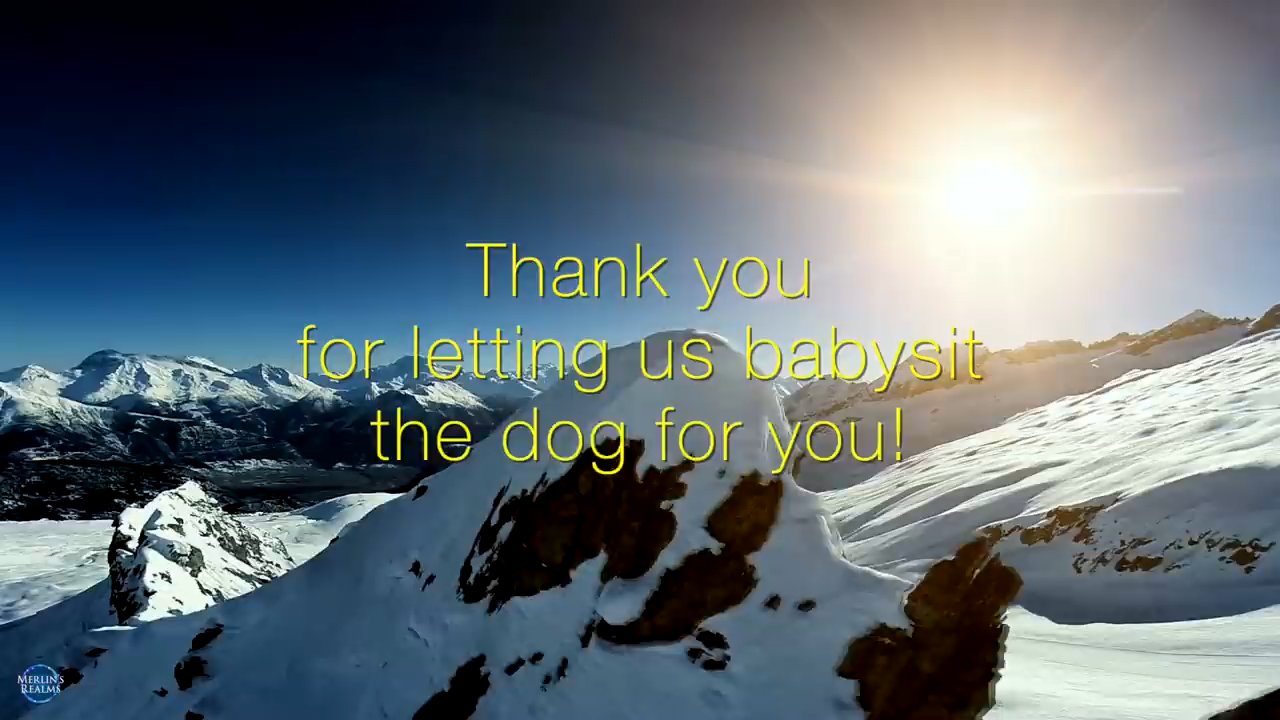 Thank you
for letting us babysit
the dog for you!
MERLIN'S
REALMS